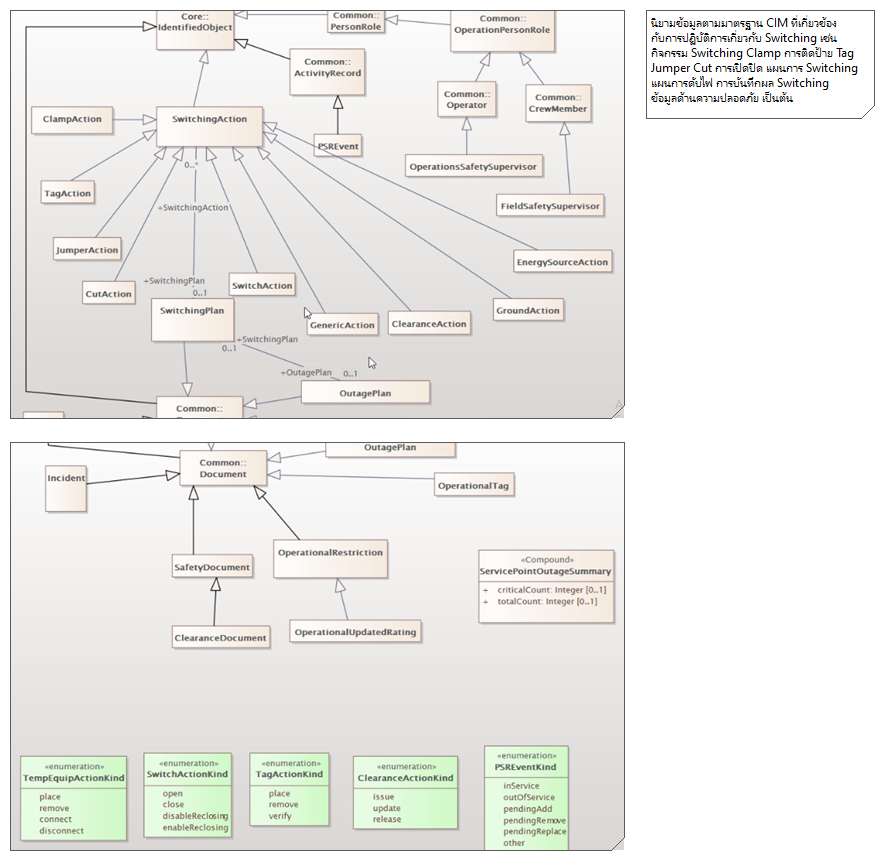 Core::
IdentifiedObject
Common::
PersonRole
Common::
OperationPersonRole
Common::
ActivityRecord
Common::
Operator
Common::
CrewMember
ClampAction
SwitchingAction
PSREvent
OperationsSafetySupervisor
0..*
TagAction
FieldSafetySupervisor
+SwitchingAction
JumperAction
EnergySourceAction
+SwitchingPlan
0..1
CutAction
SwitchAction
SwitchingPlan
GenericAction
ClearanceAction
GroundAction
+SwitchingPlan
0..1
+OutagePlan
0..1
OutagePlan
Common::
นิยามข้อมูลตามมาตรฐาน CIM ที่เกี่ยวข้อง
กับการปฏิบัติการเกี่ยวกับ Switching เช่น
กิจกรรม Switching Clamp การติดป้าย Tag
Jumper Cut การเปิดปิด แผนการ Switching
แผนการดับไฟ การบันทึกผล Switching
ข้อมูลด้านความปลอดภัย เป็นต้น
OutagePlan
Common::
Document
Incident
OperationalTag
OperationalRestriction
SafetyDocument
«Compound»
ServicePointOutageSummary
+ criticalCount: Integer [0..1]
+ totalCount: Integer [0..1]
ClearanceDocument
OperationalUpdatedRating
«enumeration»
TempEquipActionKind
place
remove
connect
disconnect
«enumeration»
SwitchActionKind
open
close
disableReclosing
enableReclosing
«enumeration»
TagActionKind
place
remove
verify
«enumeration»
ClearanceActionKind
issue
update
release
«enumeration»
PSREventKind
inService
outOfService
pendingAdd
pendingRemove
pendingReplace
other